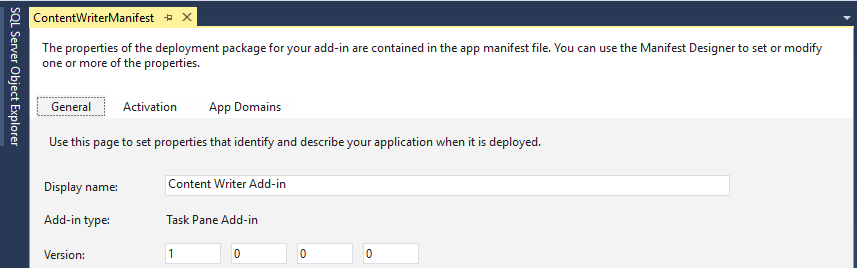 SQL Server Object Explorer
ContentWriterManifest
The properties of the deployment package for your add-in are contained in the app manifest file. You can use the Manifest Designer to set or modify
one or more of the properties.
General Activation App Domains
Use this page to set properties that identify and describe your application when it is deployed.
Display name: Content Writer Add-in
Add-in type: Task Pane Add-in
Version: 1 0 0 0